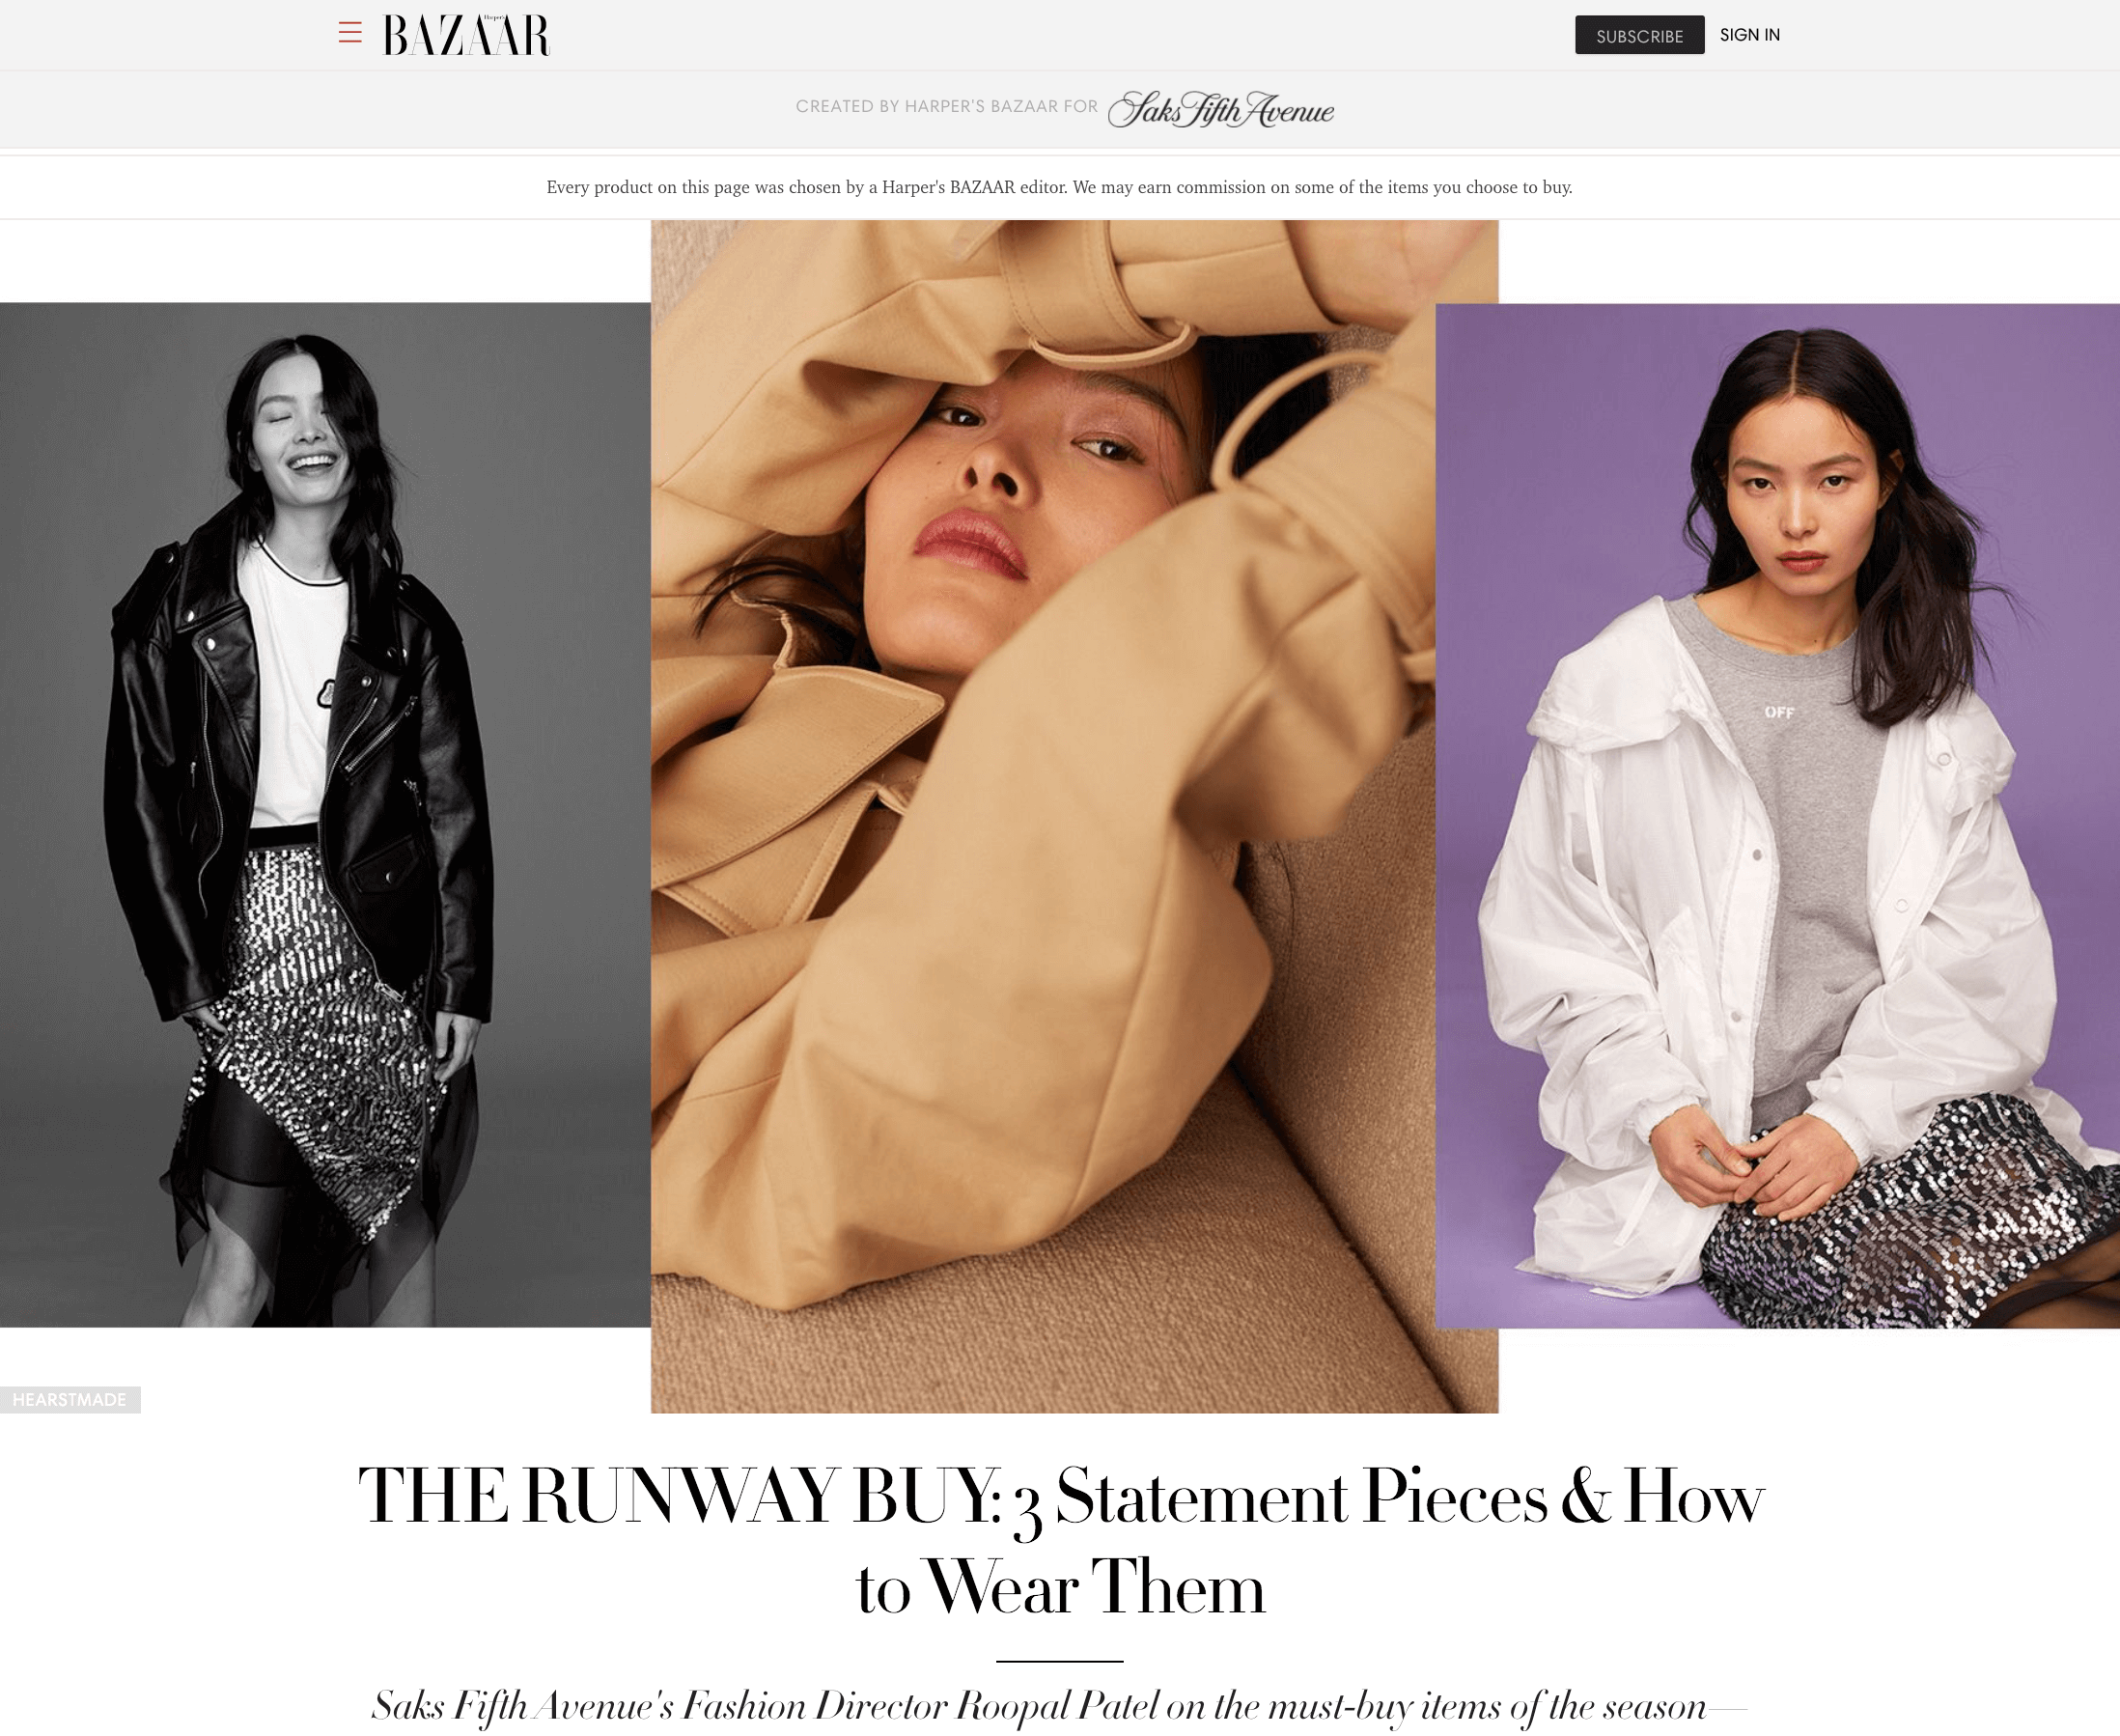 Harper's
BAZAAR
SUBSCRIBE
SIGN IN
CREATED BY HARPER'S BAZAAR FOR
Saks Fifth Avenue
Every product on this page was chosen by a Harper's BAZAAR editor. We may earn commission on some of the items you choose to buy.
OFF
HEARSTMADE
THE RUNWAY BUY: 3 Statement Pieces & How
to Wear Them
Saks Fifth Avenue's Fashion Director Roopal Patel on the must-buy items of the season—